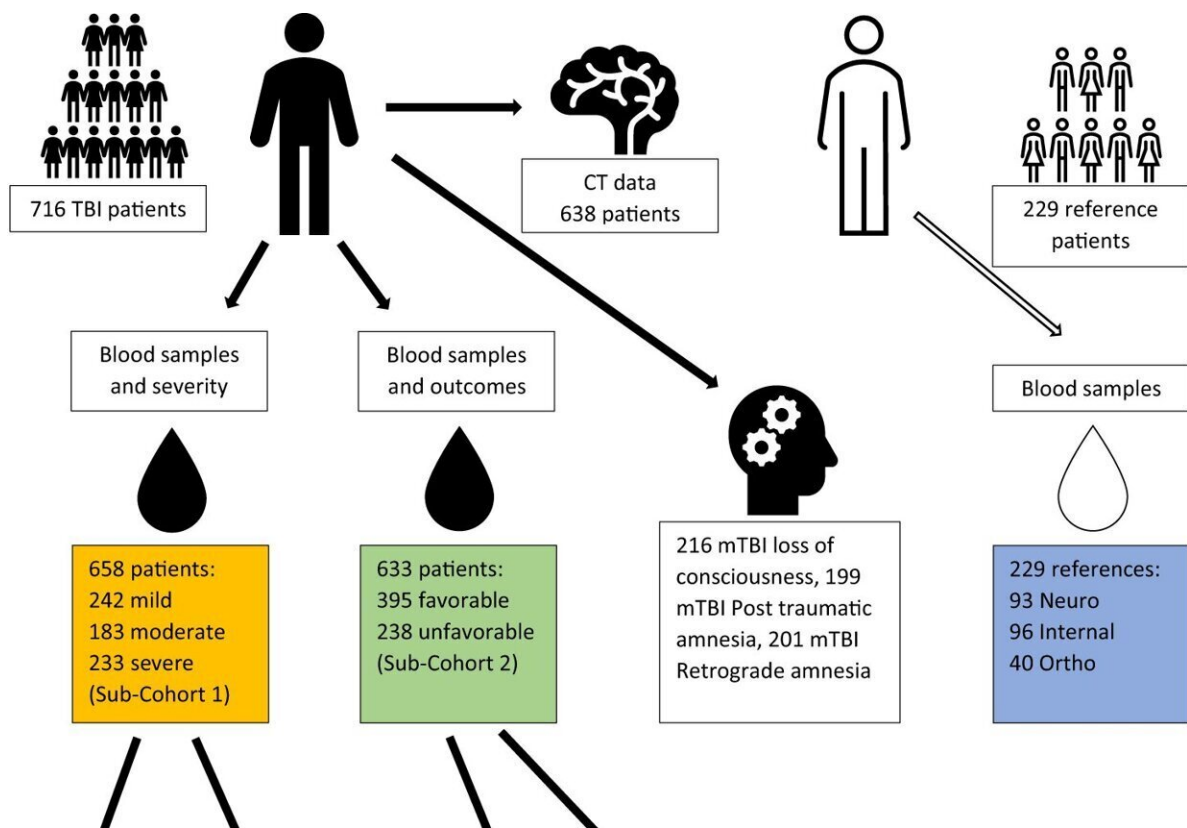 716 TBI patients
CT data
638 patients
229 reference
patients
Blood samples
and severity
Blood samples
and outcomes
Blood samples
658 patients:
242 mild
183 moderate
233 severe
(Sub-Cohort 1)
633 patients:
395 favorable
238 unfavorable
(Sub-Cohort 2)
216 mTBI loss of
consciousness, 199
mTBI Post traumatic
amnesia, 201 mTBI
Retrograde amnesia
229 references:
93 Neuro
96 Internal
40 Ortho